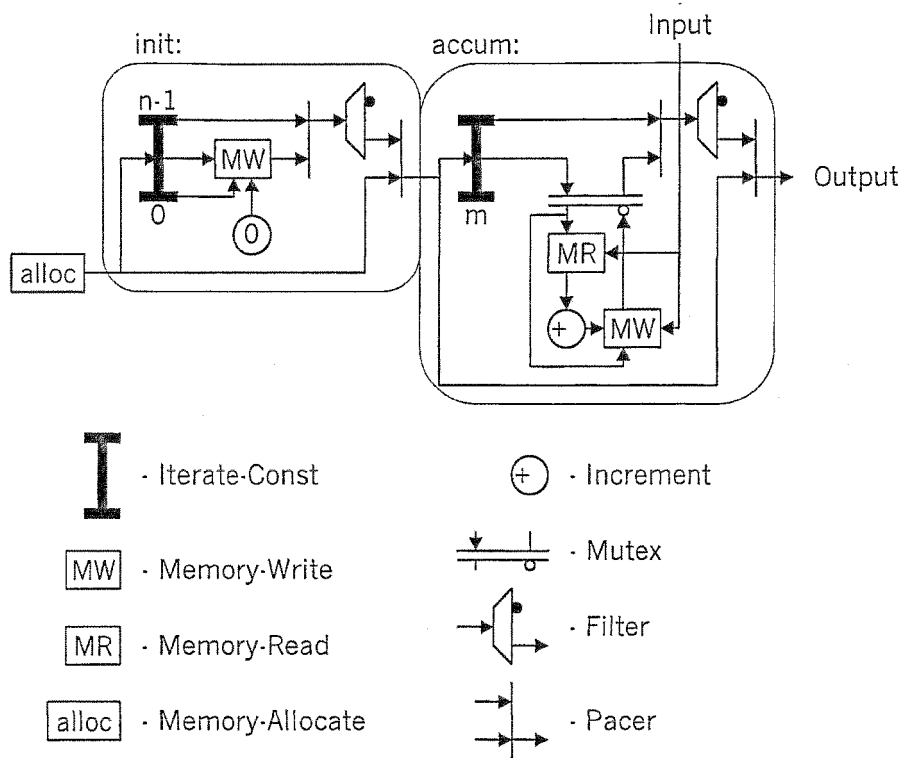 Input
init:
accum:
n-1
MW
0
0
m
MR
+
MW
alloc
Output
- Iterate-Const
+ - Increment
- Mutex
MW - Memory-Write
- Filter
MR - Memory-Read
alloc - Memory-Allocate
- Pacer